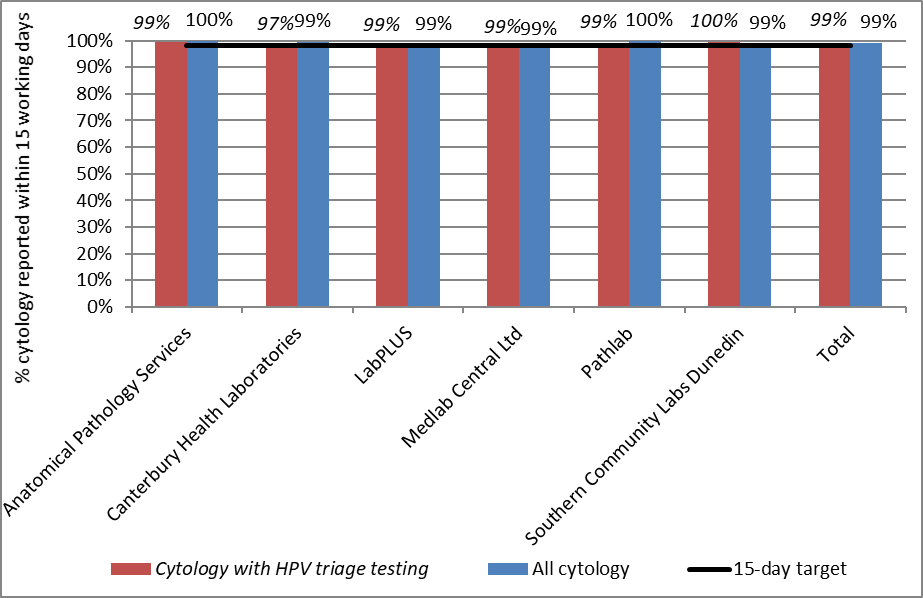 99% 100% 97% 99% 99% 99% 99% 99% 99% 100% 100% 99% 99% 99%
% cytology reported within 15 working days
100%
90%
80%
70%
60%
50%
40%
30%
20%
10%
0%
Anatomical Pathology Services
Canterbury Health Laboratories
LabPLUS
Medlab Central Ltd
Pathlab
Southern Community Labs Dunedin
Total
Cytology with HPV triage testing All cytology 15-day target